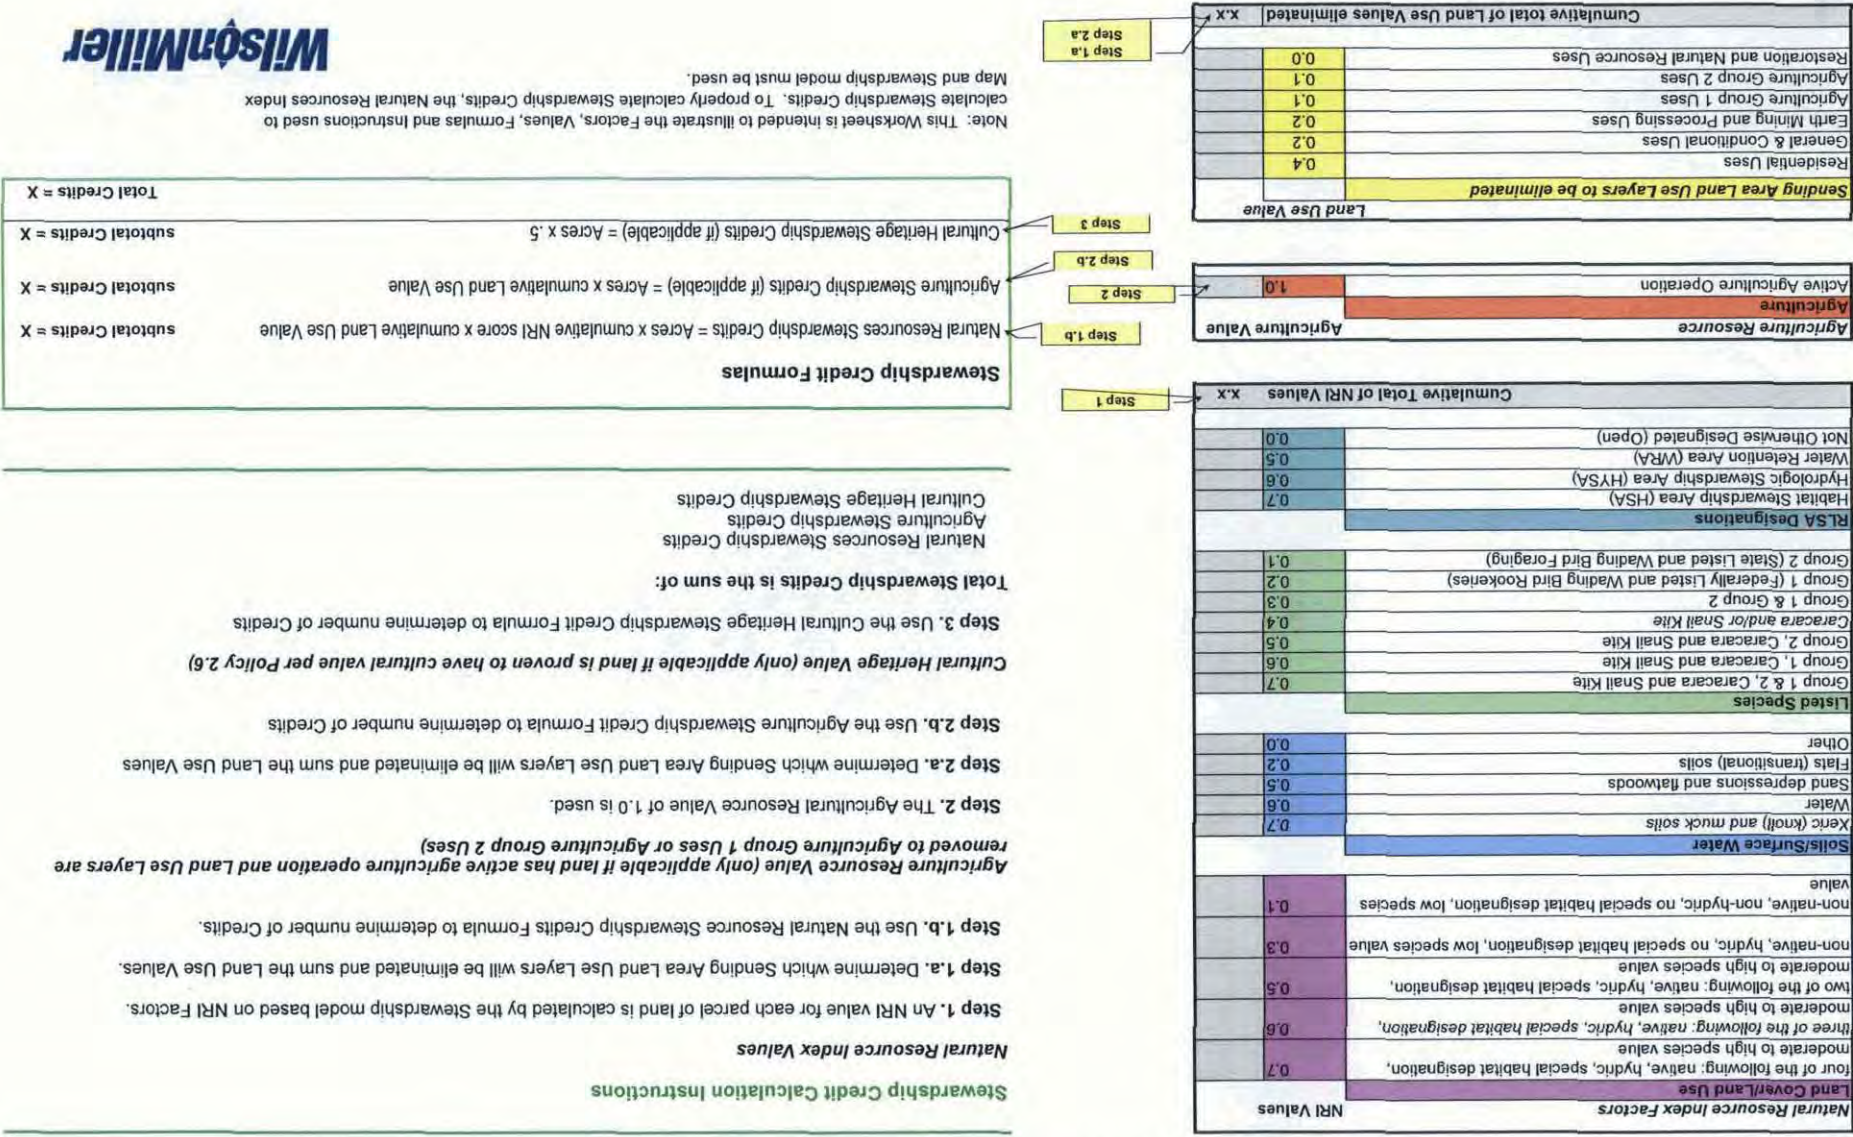 Natural Resource Index Factors NRI Values
Land Cover/Land Use
four of the following: native, hydric, special habitat designation,
moderate to high species value 0.7
three of the following: native, hydric, special habitat designation,
moderate to high species value 0.6
two of the following: native, hydric, special habitat designation,
moderate to high species value 0.5
non-native, hydric, no special habitat designation, low species value 0.3
non-native, non-hydric, no special habitat designation, low species
value 0.1
Soils/Surface Water
Xeric (knoll) and muck soils 0.7
Water 0.6
Sand depressions and flatwoods 0.5
Flats (transitional) soils 0.2
Other 0.0
Listed Species
Group 1 & 2, Caracara and Snail Kite 0.7
Group 1, Caracara and Snail Kite 0.6
Group 2, Caracara and Snail Kite 0.5
Caracara and/or Snail Kite 0.4
Group 1 & Group 2 0.3
Group 1 (Federally Listed and Wading Bird Rookeries) 0.2
Group 2 (State Listed and Wading Bird Foraging) 0.1
RLSA Designations
Habitat Stewardship Area (HSA) 0.7
Hydrologic Stewardship Area (HYSA) 0.6
Water Retention Area (WRA) 0.5
Not Otherwise Designated (Open) 0.0
Cumulative Total of NRI Values x.x
Step 1
Agriculture Resource Agriculture Value
Agriculture
Active Agriculture Operation 1.0
Step 2
Land Use Value
Sending Area Land Use Layers to be eliminated
Residential Uses 0.4
General & Conditional Uses 0.2
Earth Mining and Processing Uses 0.2
Agriculture Group 1 Uses 0.1
Agriculture Group 2 Uses 0.1
Restoration and Natural Resource Uses 0.0
Cumulative total of Land Use Values eliminated x.x
Step 1.a
Step 2.a
Stewardship Credit Calculation Instructions
Natural Resource Index Values
Step 1. An NRI value for each parcel of land is calculated by the Stewardship model based on NRI Factors.
Step 1.a. Determine which Sending Area Land Use Layers will be eliminated and sum the Land Use Values.
Step 1.b. Use the Natural Resource Stewardship Credits Formula to determine number of Credits.
Agriculture Resource Value (only applicable if land has active agriculture operation and Land Use Layers are
removed to Agriculture Group 1 Uses or Agriculture Group 2 Uses)
Step 2. The Agricultural Resource Value of 1.0 is used.
Step 2.a. Determine which Sending Area Land Use Layers will be eliminated and sum the Land Use Values
Step 2.b. Use the Agriculture Stewardship Credit Formula to determine number of Credits
Cultural Heritage Value (only applicable if land is proven to have cultural value per Policy 2.6)
Step 3. Use the Cultural Heritage Stewardship Credit Formula to determine number of Credits
Total Stewardship Credits is the sum of:
Natural Resources Stewardship Credits
Agriculture Stewardship Credits
Cultural Heritage Stewardship Credits
Stewardship Credit Formulas
Step 1.b
Natural Resources Stewardship Credits = Acres x cumulative NRI score x cumulative Land Use Value subtotal Credits = X
Step 2.b
Agriculture Stewardship Credits (if applicable) = Acres x cumulative Land Use Value subtotal Credits = X
Step 3
Cultural Heritage Stewardship Credits (if applicable) = Acres x .5 subtotal Credits = X
Total Credits = X
Note: This Worksheet is intended to illustrate the Factors, Values, Formulas and Instructions used to
calculate Stewardship Credits. To properly calculate Stewardship Credits, the Natural Resources Index
Map and Stewardship model must be used.
WilsonMiller